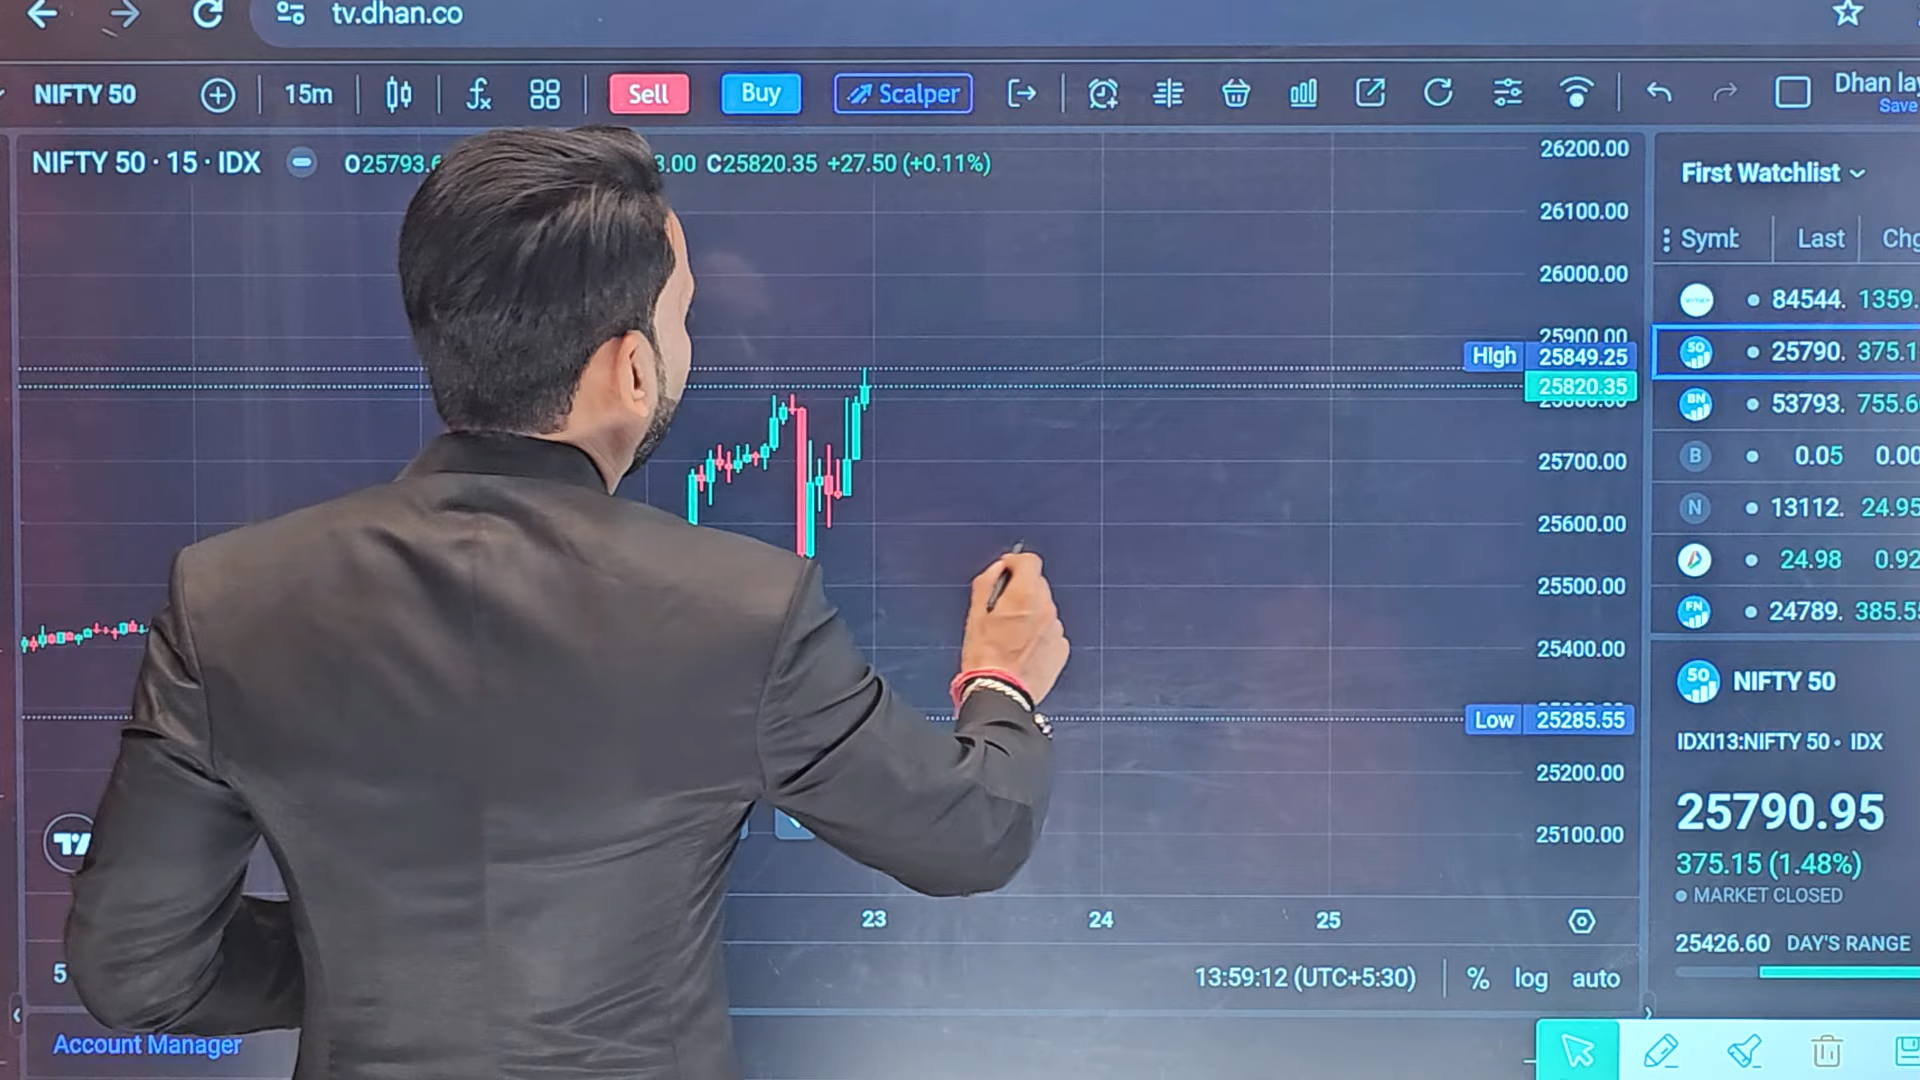 tv.dhan.co
NIFTY 50
15m
Sell
Buy
Scalper
Dhan
Save
NIFTY 50 · 15 · IDX
O25793.6
3.00 C25820.35 +27.50 (+0.11%)
26200.00
26100.00
26000.00
25900.00
High 25849.25
25820.35
25700.00
25600.00
25500.00
25400.00
Low 25285.55
25200.00
25100.00
23 24 25
13:59:12 (UTC+5:30) % log auto
5
Account Manager
First Watchlist
Last
84544. 1359.
50 25790. 375.1
BN 53793. 755.6
B 0.05 0.00
N 13112. 24.95
24.98 0.92
FN 24789. 385.5
50 NIFTY 50
IDXI13:NIFTY 50 • IDX
25790.95
375.15 (1.48%)
MARKET CLOSED
25426.60 DAY'S RANGE